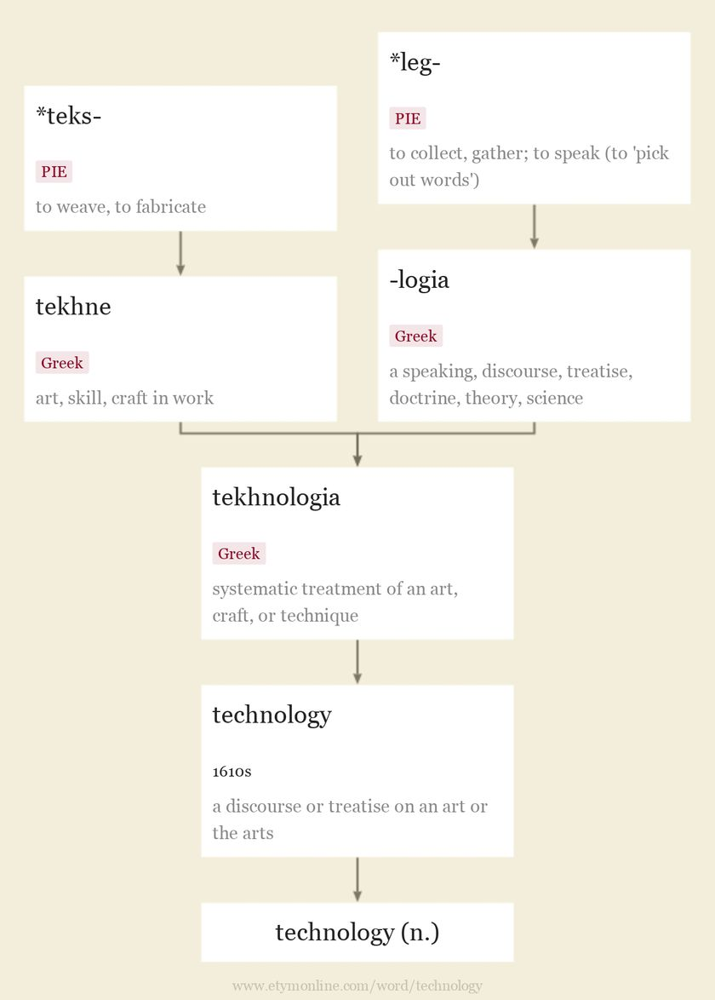 *teks-
PIE
to weave, to fabricate
*leg-
PIE
to collect, gather; to speak (to 'pick
out words')
tekhne
Greek
art, skill, craft in work
-logia
Greek
a speaking, discourse, treatise,
doctrine, theory, science
tekhnologia
Greek
systematic treatment of an art,
craft, or technique
technology
1610s
a discourse or treatise on an art or
the arts
technology (n.)
www.etymonline.com/word/technology